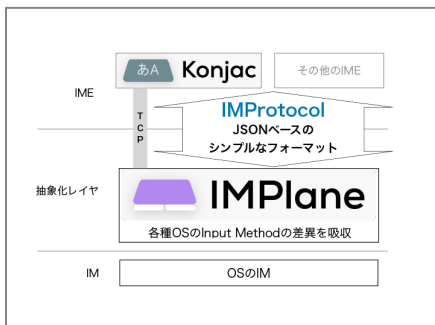 あA Konjac
その他のIME
IME
IMProtocol
TCP
JSONベースの
シンプルなフォーマット
抽象化レイヤ
IMPlane
各種OSのInput Methodの差異を吸収
IM
OSのIM